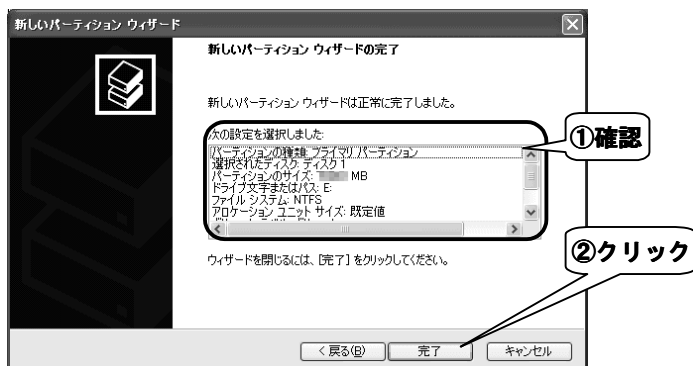 新しいパーティション ウィザード
新しいパーティション ウィザードの完了
新しいパーティション ウィザードは正常に完了しました。
次の設定を選択しました:
パーティションの種類: プライマリ パーティション
選択されたディスク: ディスク 1
パーティションのサイズ: MB
ドライブ文字またはパス: E:
ファイル システム: NTFS
アロケーション ユニット サイズ: 既定値
①確認
ウィザードを閉じるには、[完了] をクリックしてください。
②クリック
< 戻る(B)
完了
キャンセル